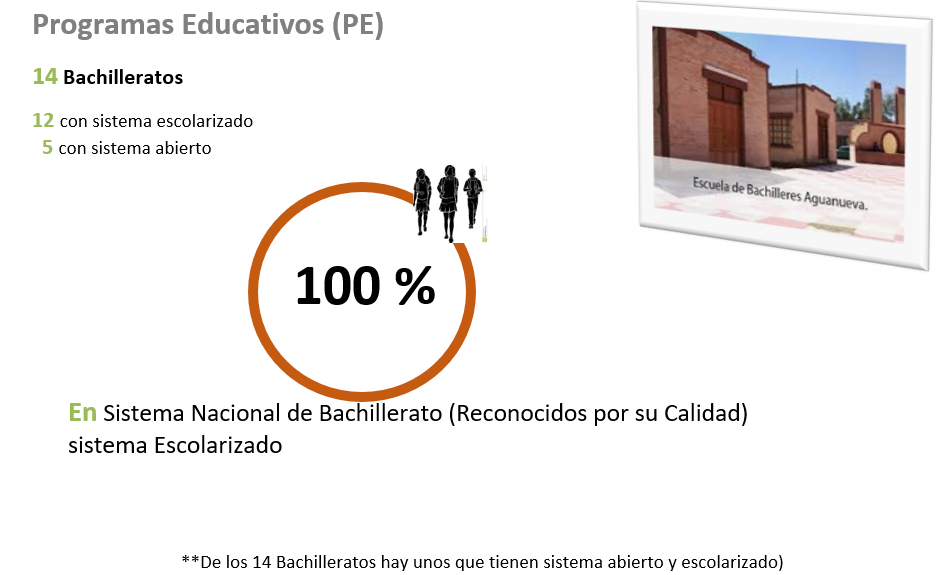 Programas Educativos (PE)
14 Bachilleratos
12 con sistema escolarizado
5 con sistema abierto
Escuela de Bachilleres Aguanueva.
100 %
En Sistema Nacional de Bachillerato (Reconocidos por su Calidad)
sistema Escolarizado
**De los 14 Bachilleratos hay unos que tienen sistema abierto y escolarizado)